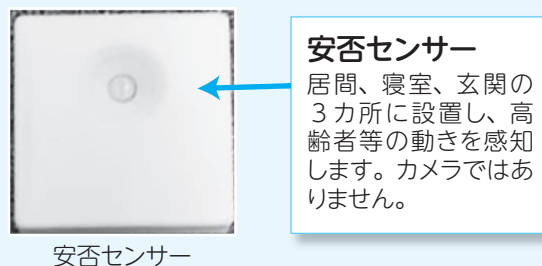 安否センサー
居間、寝室、玄関の
３カ所に設置し、高
齢者等の動きを感知
します。カメラではあ
りません。
安否センサー